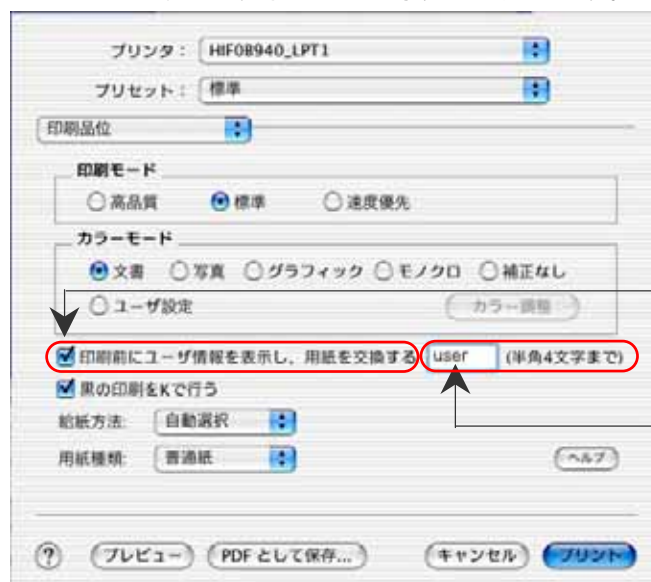 プリンタ： HIF0B940_LPT1
プリセット： 標準
印刷品位
印刷モード
高品質 標準 速度優先
カラーモード
文書 写真 グラフィック モノクロ 補正なし
ユーザ設定 カラー調整
印刷前にユーザ情報を表示し、用紙を交換する user (半角4文字まで)
黒の印刷をKで行う
給紙方法: 自動選択
用紙種類: 普通紙 ヘルプ
? プレビュー PDF として保存... キャンセル プリント